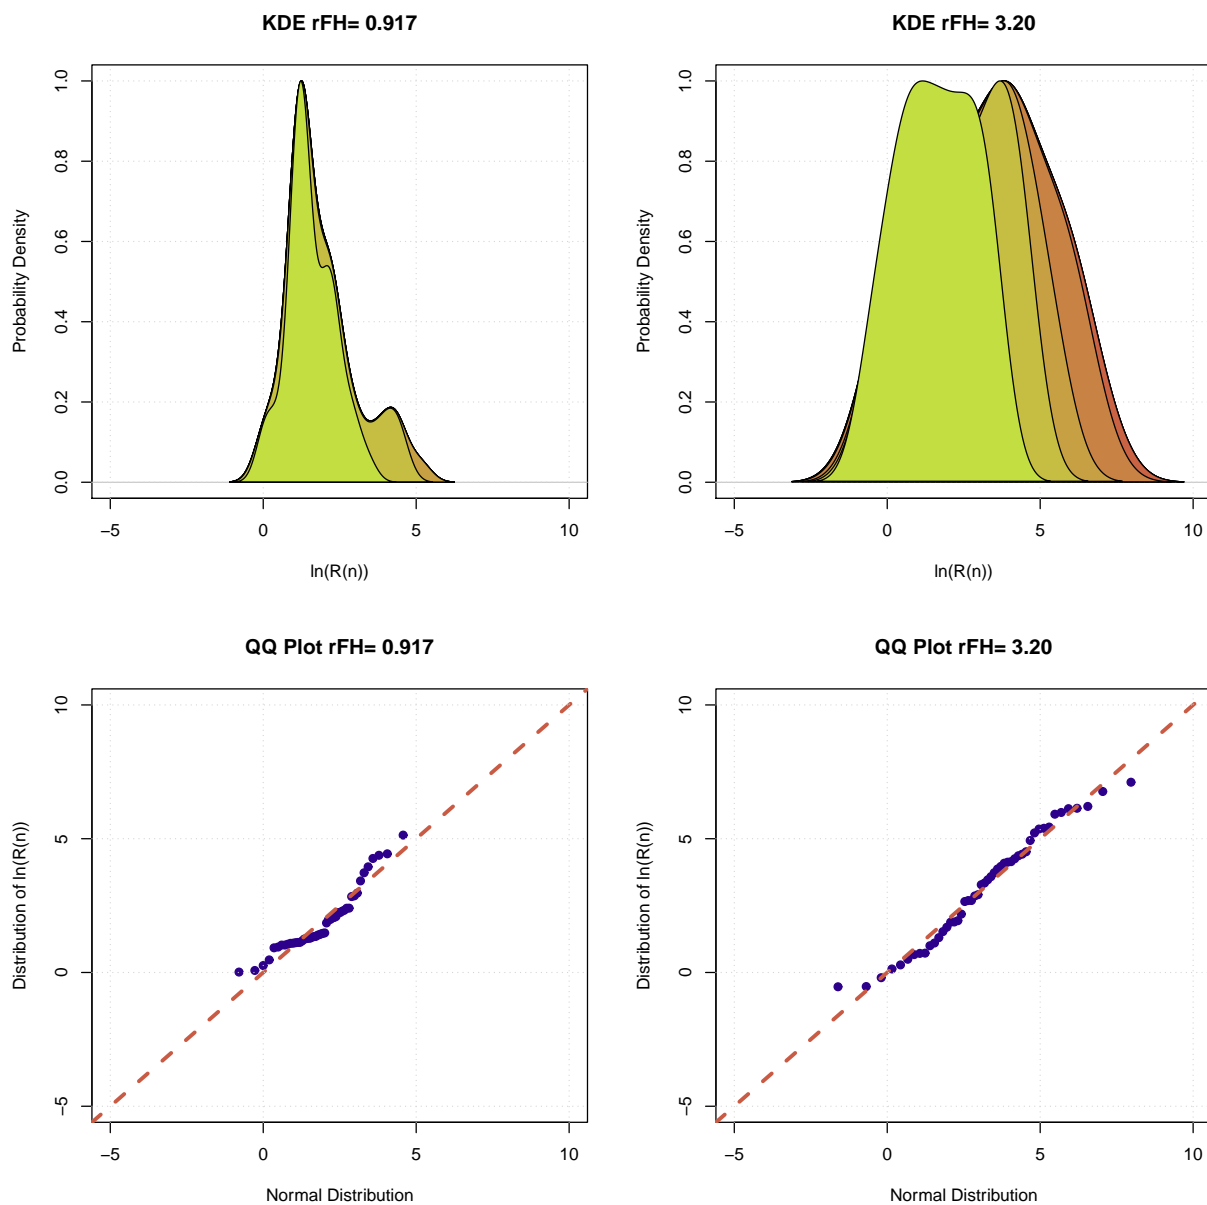 KDE rFH= 0.917
Probability Density
0.0 0.2 0.4 0.6 0.8 1.0
−5 0 5 10
ln(R(n))
KDE rFH= 3.20
Probability Density
0.0 0.2 0.4 0.6 0.8 1.0
−5 0 5 10
ln(R(n))
QQ Plot rFH= 0.917
Distribution of ln(R(n))
−5 0 5 10
−5 0 5 10
Normal Distribution
QQ Plot rFH= 3.20
Distribution of ln(R(n))
−5 0 5 10
−5 0 5 10
Normal Distribution